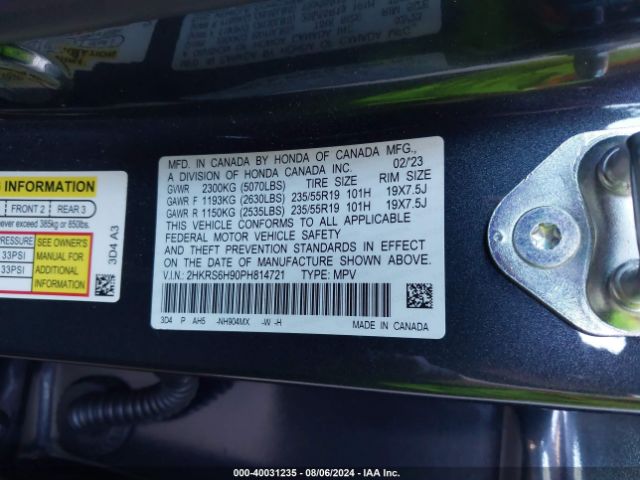 MFD. IN CANADA BY HONDA OF CANADA MFG.,
A DIVISION OF HONDA CANADA INC. 02/'23
GVWR 2300KG (5070LBS) TIRE SIZE RIM SIZE
GAWR F 1193KG (2630LBS) 235/55R19 101H 19X7.5J
GAWR R 1150KG (2535LBS) 235/55R19 101H 19X7.5J
THIS VEHICLE CONFORMS TO ALL APPLICABLE
FEDERAL MOTOR VEHICLE SAFETY
AND THEFT PREVENTION STANDARDS IN EFFECT
ON THE DATE OF MANUFACTURE SHOWN ABOVE.
V.I.N: 2HKRS6H90PH814721 TYPE: MPV
3D4 P AH5 -NH904MX -W -H MADE IN CANADA
INFORMATION
FRONT 2 REAR 3
exceed 385kg or 850lbs.
PRESSURE
33PSI
33PSI
SEE OWNER'S
MANUAL FOR
ADDITIONAL
INFORMATION
3D4 A3
000-40031235 - 08/06/2024 - IAA Inc.